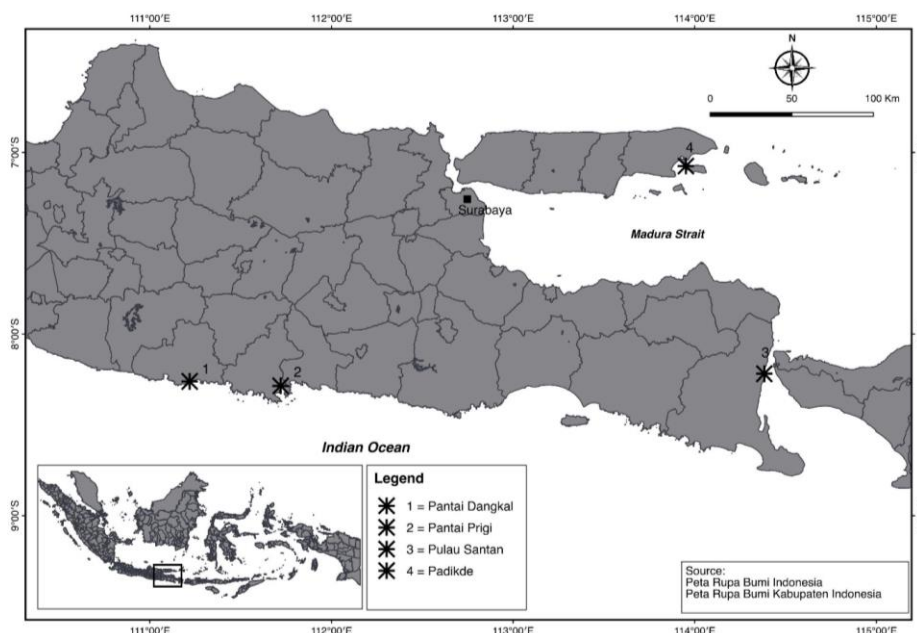 111°00'E 112°00'E 113°00'E 114°00'E 115°00'E
N
0 50 100 Km
7°00'S
4
Surabaya
Madura Strait
8°00'S
1
2
3
Indian Ocean
9°00'S
Legend
1 = Pantai Dangkal
2 = Pantai Prigi
3 = Pulau Santan
4 = Padikde
Source:
Peta Rupa Bumi Indonesia
Peta Rupa Bumi Kabupaten Indonesia
111°00'E 112°00'E 113°00'E 114°00'E 115°00'E